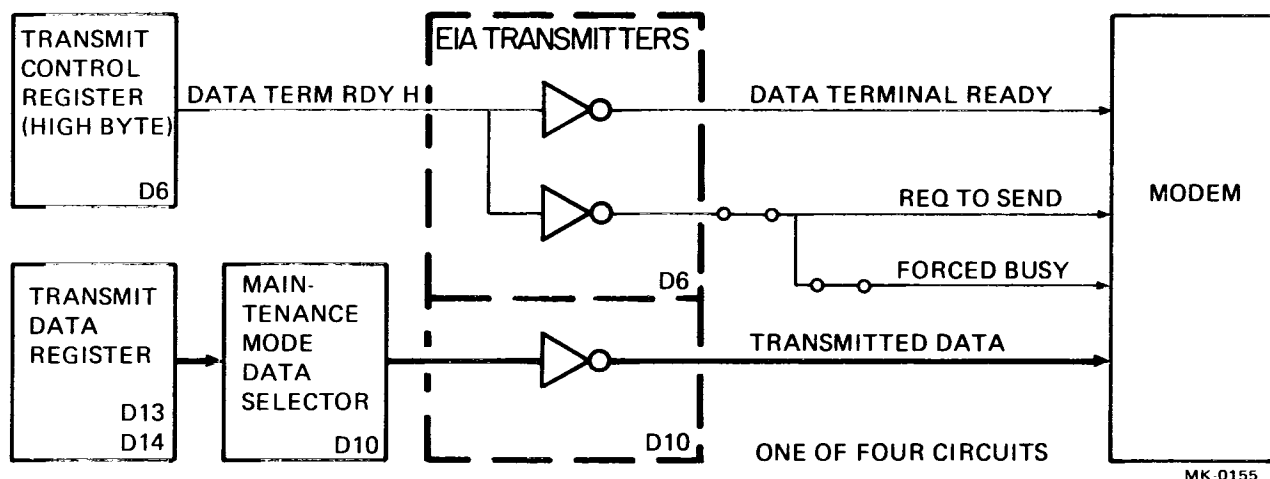 TRANSMIT
CONTROL
REGISTER
(HIGH BYTE)
D6
DATA TERM RDY H
EIA TRANSMITTERS
DATA TERMINAL READY
REQ TO SEND
FORCED BUSY
D6
MODEM
TRANSMIT
DATA
REGISTER
D13
D14
MAIN-
TENANCE
MODE
DATA
SELECTOR
D10
TRANSMITTED DATA
D10
ONE OF FOUR CIRCUITS
MK-0155